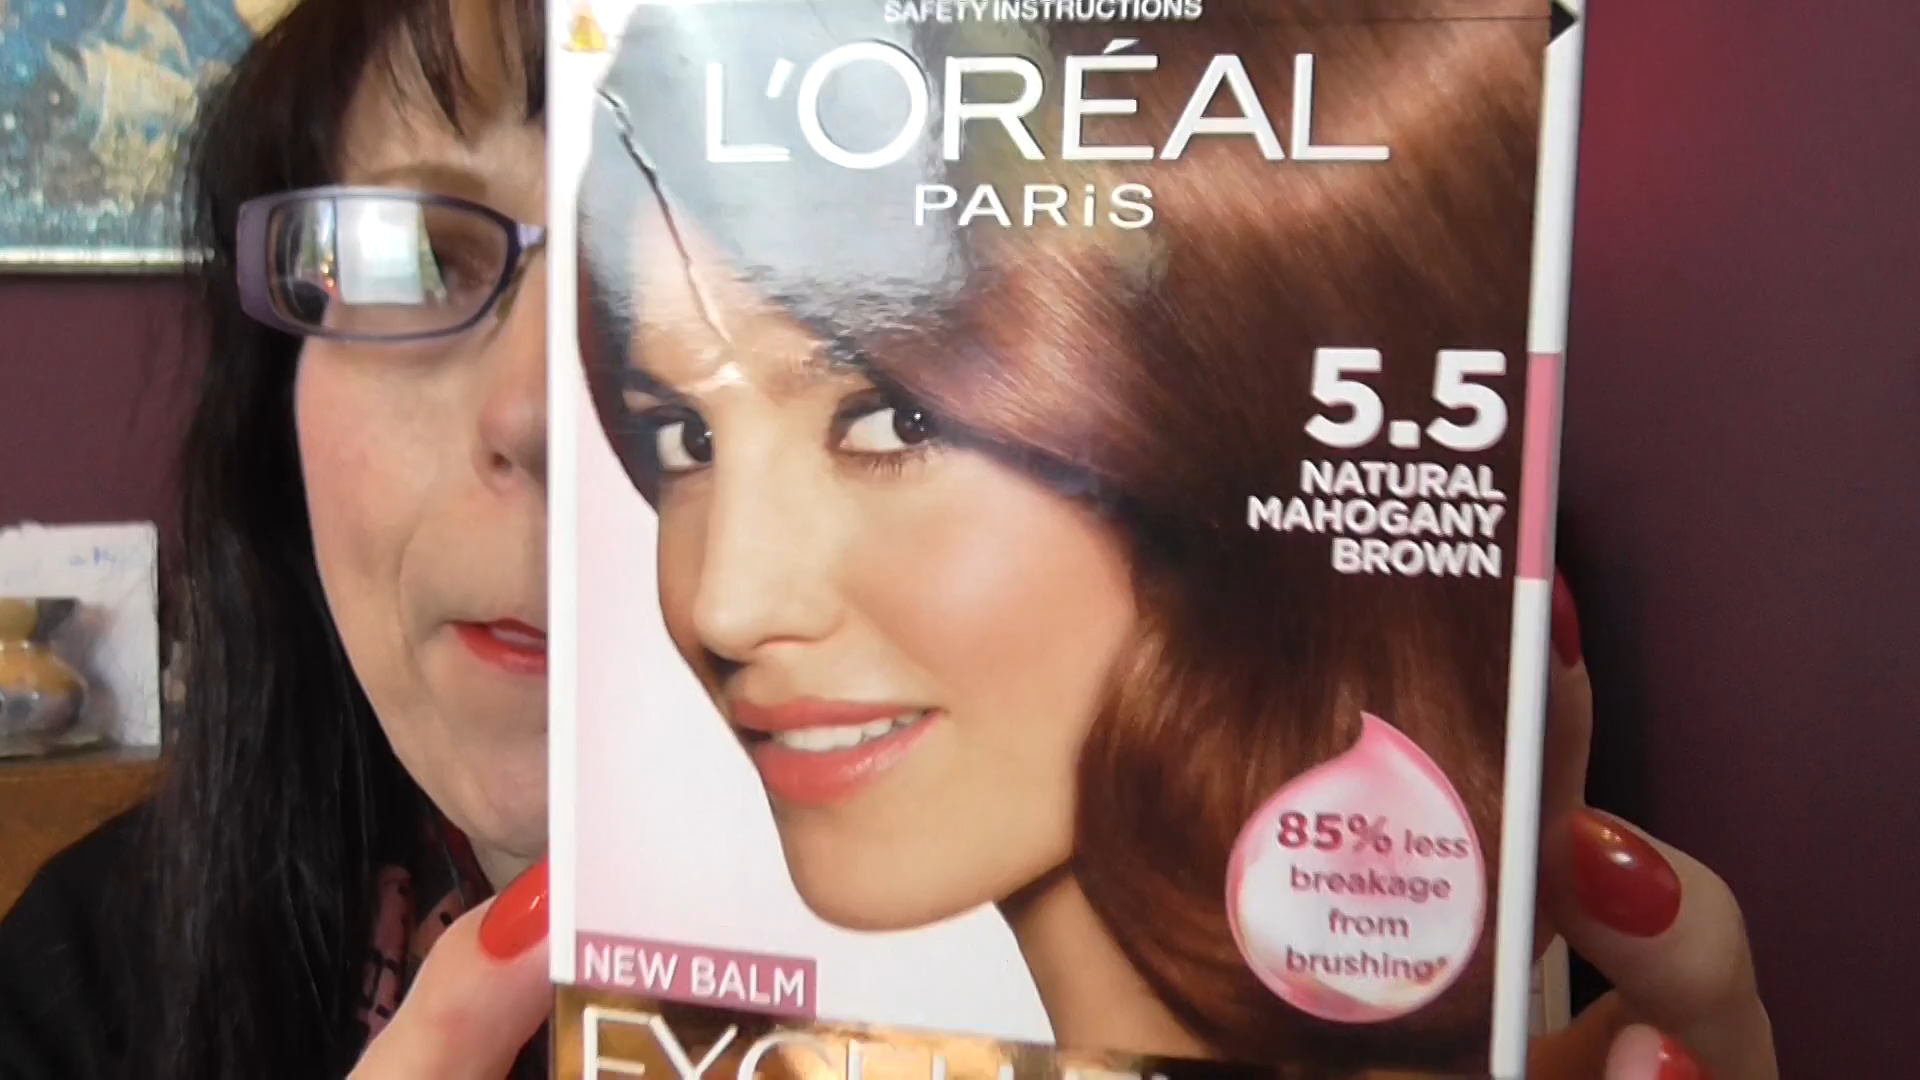 SAFETY INSTRUCTIONS
L'ORÉAL
PARiS
5.5
NATURAL
MAHOGANY
BROWN
85% less
breakage
from
brushing*
NEW BALM